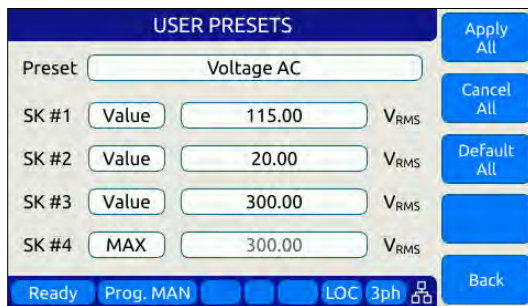 USER PRESETS
Preset Voltage AC
SK #1 Value 115.00 VRMS
SK #2 Value 20.00 VRMS
SK #3 Value 300.00 VRMS
SK #4 MAX 300.00 VRMS
Ready Prog. MAN LOC 3ph
Apply
All
Cancel
All
Default
All
Back